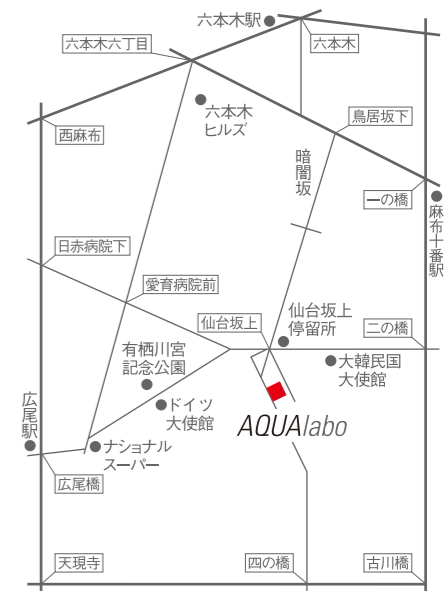 六本木駅
六本木六丁目
六本木
六本木
ヒルズ
鳥居坂下
西麻布
暗闇坂
一の橋
麻布十番駅
日赤病院下
愛育病院前
仙台坂上
仙台坂上
停留所
二の橋
有栖川宮
記念公園
大韓民国
大使館
ドイツ
大使館
広尾駅
AQUAlabo
ナショナル
スーパー
広尾橋
天現寺
四の橋
古川橋